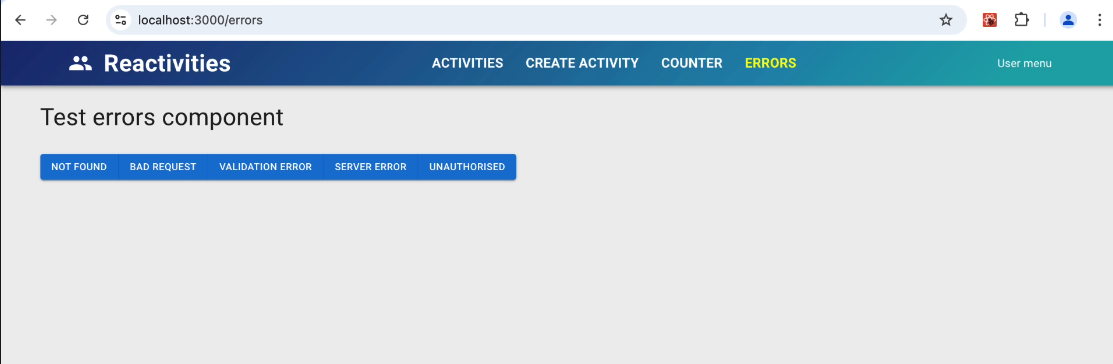 localhost:3000/errors
Reactivities ACTIVITIES CREATE ACTIVITY COUNTER ERRORS User menu
Test errors component
NOT FOUND BAD REQUEST VALIDATION ERROR SERVER ERROR UNAUTHORISED